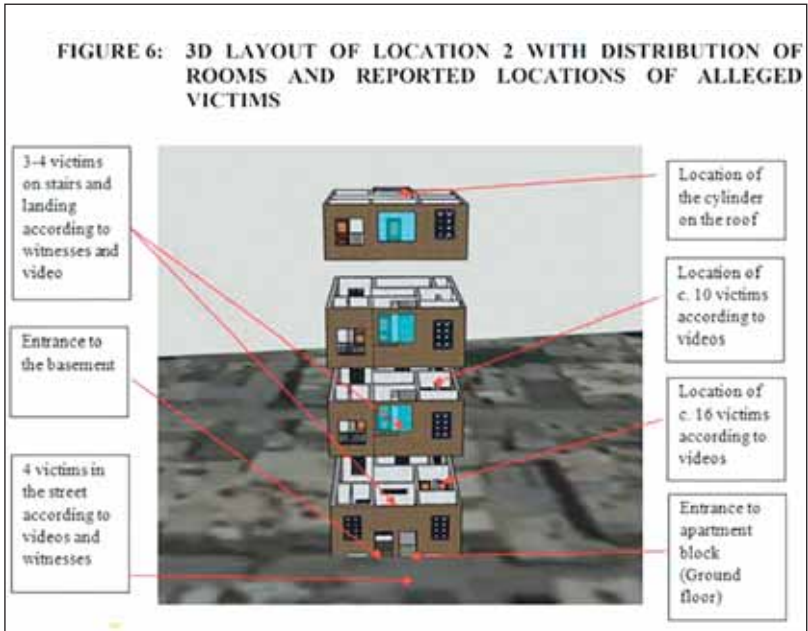 FIGURE 6: 3D LAYOUT OF LOCATION 2 WITH DISTRIBUTION OF
ROOMS AND REPORTED LOCATIONS OF ALLEGED
VICTIMS
3-4 victims
on stairs and
landing
according to
witnesses and
video
Entrance to
the basement
4 victims in
the street
according to
videos and
witnesses
Location of
the cylinder
on the roof
Location of
c. 10 victims
according to
videos
Location of
c. 16 victims
according to
videos
Entrance to
apartment
block
(Ground
floor)